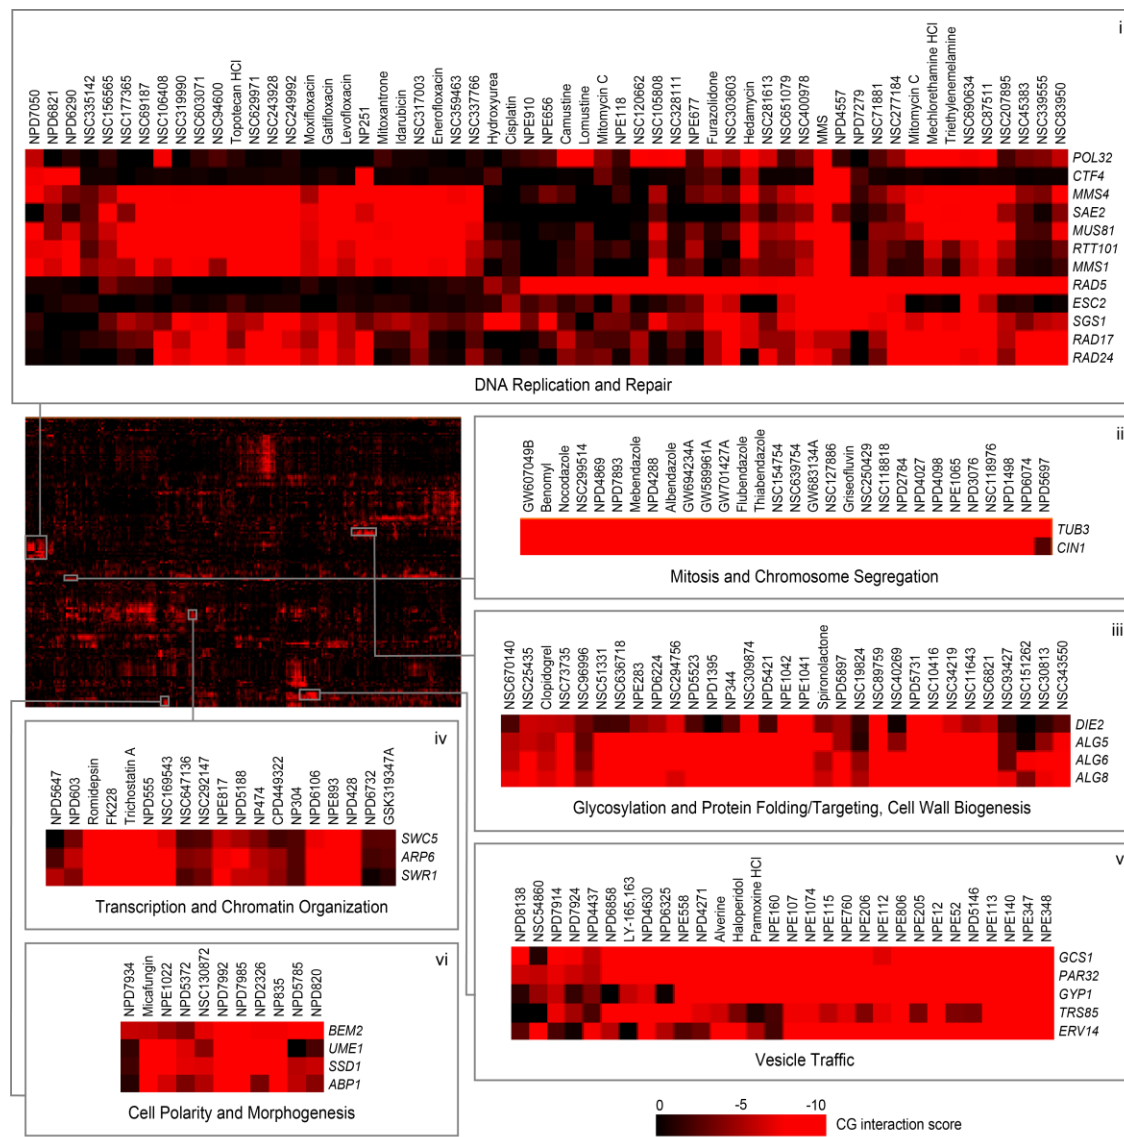 i
NPD7050
NPD6821
NPD6290
NSC335142
NSC156565
NSC177365
NSC69187
NSC106408
NSC319990
NSC603071
NSC94600
Topotecan HCl
NSC629971
NSC243928
NSC249992
Moxifloxacin
Gatifloxacin
Levofloxacin
NP251
Mitoxantrone
Idarubicin
NSC317003
Enerofloxacin
NSC359463
NSC337766
Hydroxyurea
Cisplatin
NPE910
NPE656
Camustine
Lomustine
Mitomycin C
NPE118
NSC120662
NSC105808
NSC328111
NPE677
Furazolidone
NSC303603
Hedamycin
NSC281613
NSC651079
NSC400978
MMS
NPD4557
NPD7279
NSC71881
NSC277184
Mitomycin C
Mechlorethamine HCl
Triethylenemelamine
NSC690634
NSC87511
NSC207895
NSC45383
NSC339555
NSC83950
POL32
CTF4
MMS4
SAE2
MUS81
RTT101
MMS1
RAD5
ESC2
SGS1
RAD17
RAD24
DNA Replication and Repair
ii
GW607049B
Benomyl
Nocodazole
NSC299514
NPD4869
NPD7893
Mebendazole
NPD4288
Albendazole
GW694234A
GW589961A
GW701427A
Flubendazole
Thiabendazole
NSC154754
NSC639754
GW683134A
NSC127886
Griseofluvin
NSC250429
NSC118818
NPD2784
NPD4027
NPD4098
NPE1065
NPD3076
NSC118976
NPD1498
NPD6074
NPD5697
TUB3
CIN1
Mitosis and Chromosome Segregation
iii
NSC670140
NSC25435
Clopidogrel
NSC73735
NSC96996
NSC51331
NSC636718
NPE283
NPD6224
NSC294756
NPD5523
NPD1395
NP344
NSC309874
NPD5421
NPE1042
NPE1041
Spironolactone
NPD5897
NSC19824
NSC89759
NSC40269
NPD5731
NSC10416
NSC34219
NSC11643
NSC6821
NSC93427
NSC151262
NSC30813
NSC343550
DIE2
ALG5
ALG6
ALG8
Glycosylation and Protein Folding/Targeting, Cell Wall Biogenesis
iv
NPD5647
NPD603
Romidepsin
FK228
Trichostatin A
NPD555
NSC169543
NSC647136
NSC292147
NPE817
NPD5188
NP474
CPD449322
NP304
NPD6106
NPE893
NPD428
NPD6732
GSK319347A
SWC5
ARP6
SWR1
Transcription and Chromatin Organization
v
NPD8138
NSC54860
NPD7914
NPD7924
NPD4437
NPD6858
LY-165,163
NPD4630
NPD6325
NPE558
NPD4271
Alverine
Haloperidol
Pramoxine HCl
NPE160
NPE107
NPE1074
NPE115
NPE760
NPE206
NPE112
NPE806
NPE205
NPE12
NPE52
NPD5146
NPE113
NPE140
NPE347
NPE348
GCS1
PAR32
GYP1
TRS85
ERV14
Vesicle Traffic
vi
NPD7934
Micafungin
NPE1022
NPD5372
NSC130872
NPD7992
NPD7985
NPD2326
NP835
NPD5785
NPD820
BEM2
UME1
SSD1
ABP1
Cell Polarity and Morphogenesis
0 -5 -10
CG interaction score